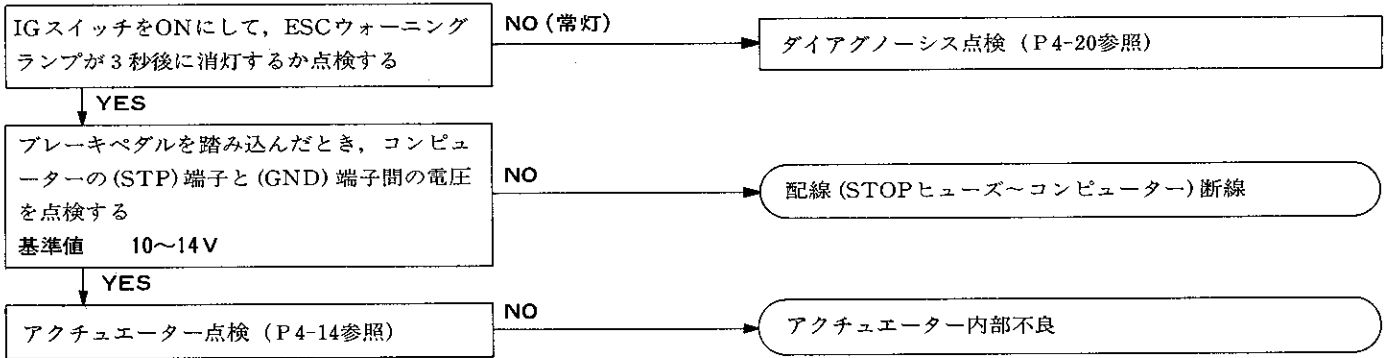 IGスイッチをONにして，ESCウォーニング
ランプが3秒後に消灯するか点検する
NO (常灯)
ダイアグノーシス点検（P4-20参照）
YES
ブレーキペダルを踏み込んだとき，コンピュ
ーターの(STP)端子と(GND)端子間の電圧
を点検する
基準値　10～14V
NO
配線(STOPヒューズ～コンピューター)断線
YES
アクチュエーター点検（P4-14参照）
NO
アクチュエーター内部不良